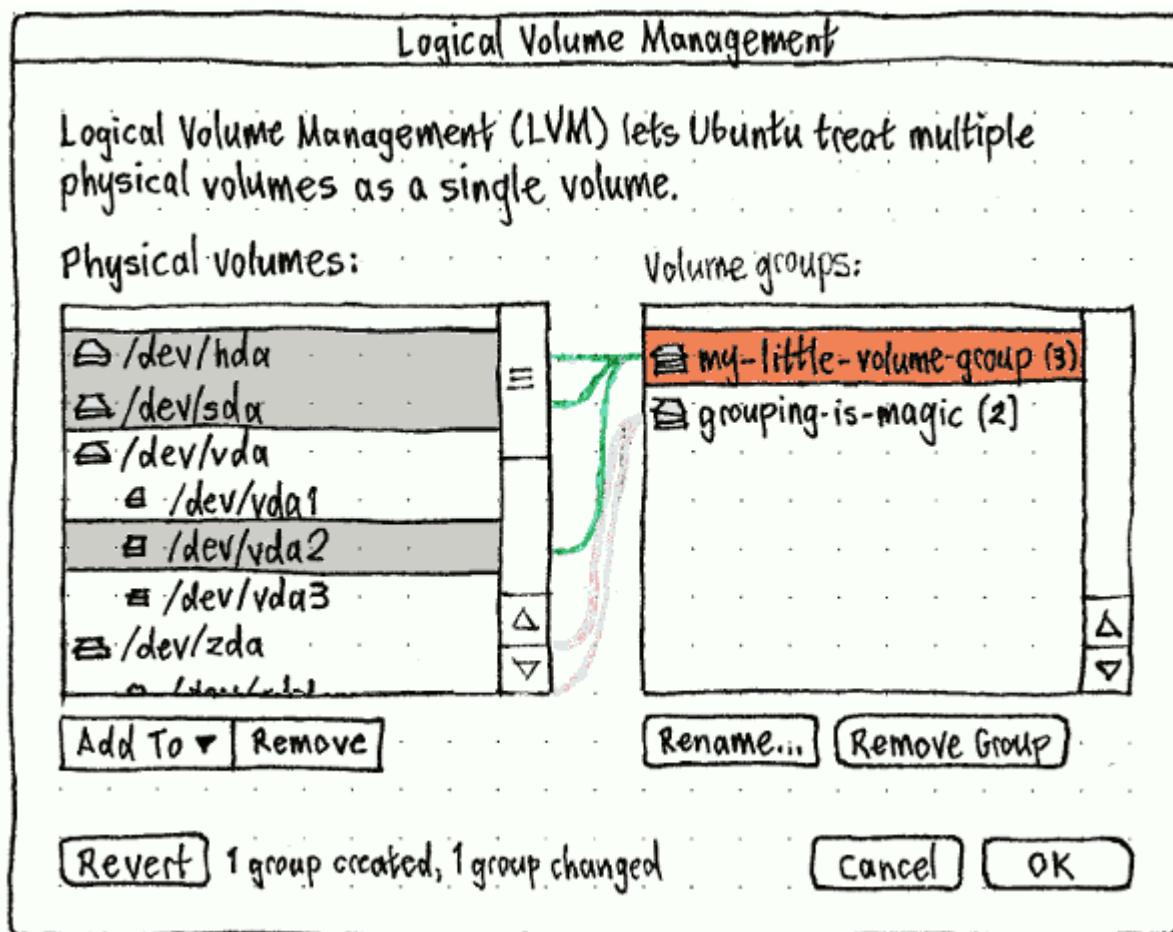 Logical Volume Management
Logical Volume Management (LVM) lets Ubuntu treat multiple
physical volumes as a single volume.
Physical volumes:
/dev/hda
/dev/sda
/dev/vda
/dev/vda1
/dev/vda2
/dev/vda3
/dev/zda
Add To ▾ Remove
Volume groups:
my-little-volume-group (3)
grouping-is-magic (2)
Rename... Remove Group
Revert 1 group created, 1 group changed
Cancel OK